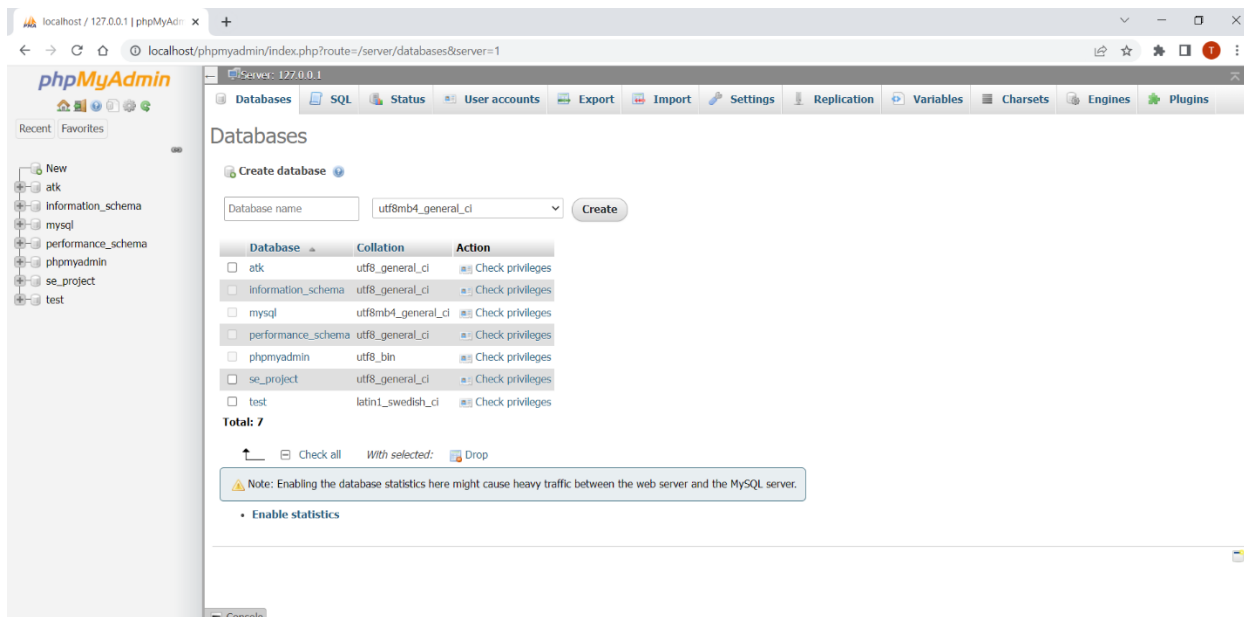 localhost / 127.0.0.1 | phpMyAdm
localhost/phpmyadmin/index.php?route=/server/databases&server=1
T
phpMyAdmin
Recent Favorites
New
atk
information_schema
mysql
performance_schema
phpmyadmin
se_project
test
Server: 127.0.0.1
Databases SQL Status User accounts Export Import Settings Replication Variables Charsets Engines Plugins
Databases
Create database
Database name utf8mb4_general_ci Create
Database Collation Action
atk utf8_general_ci Check privileges
information_schema utf8_general_ci Check privileges
mysql utf8mb4_general_ci Check privileges
performance_schema utf8_general_ci Check privileges
phpmyadmin utf8_bin Check privileges
se_project utf8_general_ci Check privileges
test latin1_swedish_ci Check privileges
Total: 7
Check all With selected: Drop
Note: Enabling the database statistics here might cause heavy traffic between the web server and the MySQL server.
• Enable statistics
Console